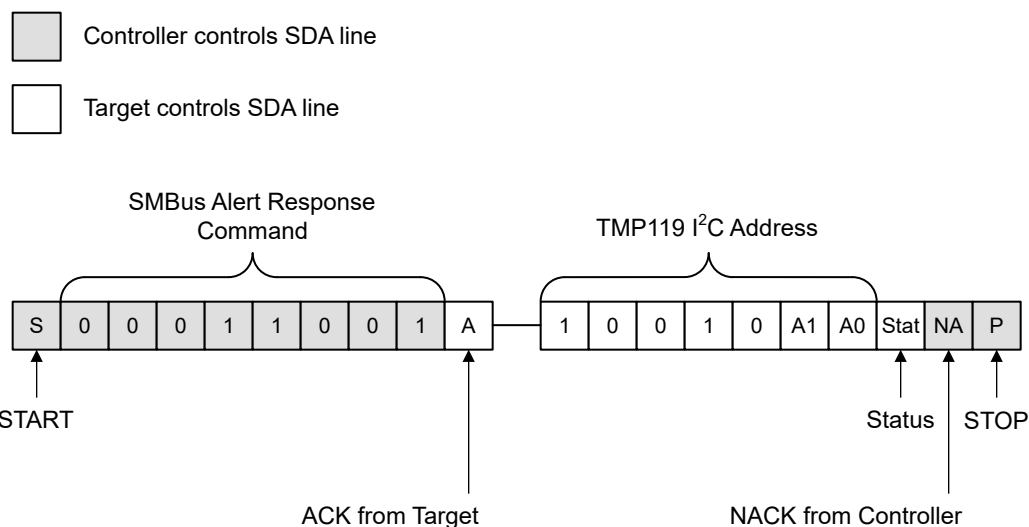 Controller controls SDA line
Target controls SDA line
SMBus Alert Response
Command
TMP119 I²C Address
S 0 0 0 1 1 0 0 1 A 1 0 0 1 0 A1 A0 Stat NA P
START
Status
STOP
ACK from Target
NACK from Controller